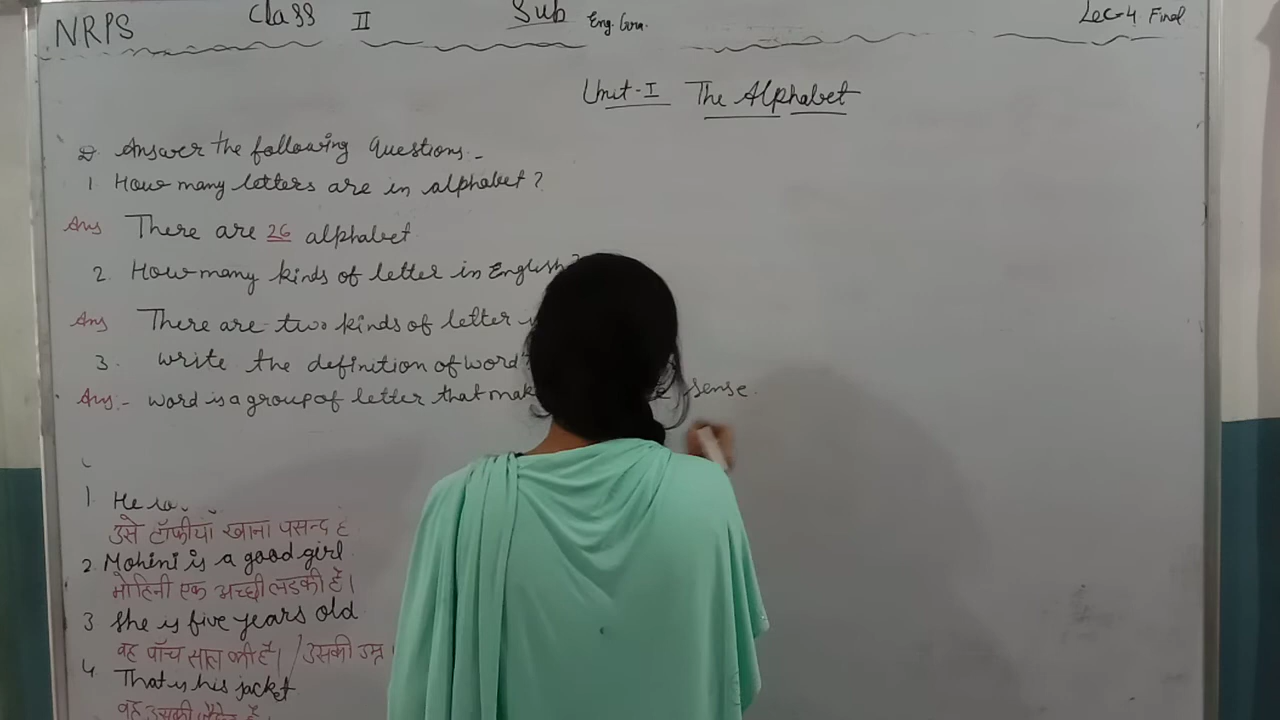 NRPS Class II Sub Eng. Gra. Lec-4 Final
Unit-I The Alphabet
Answer the following Questions.-
1 How many letters are in alphabet?
Ans There are 26 alphabet
2. How many kinds of letter in English?
Ans There are two kinds of letter
3. write the definition of word
Ans:- word is a group of letter that sense.
1. He
उसे टॉफीयां खाना पसन्द है
2. Mohini is a good girl
मोहिनी एक अच्छी लडकी है।
3 She is five years old
वह पाँच साल की है। / उसकी उम्र
4 That is his jacket
वह उसकी है।